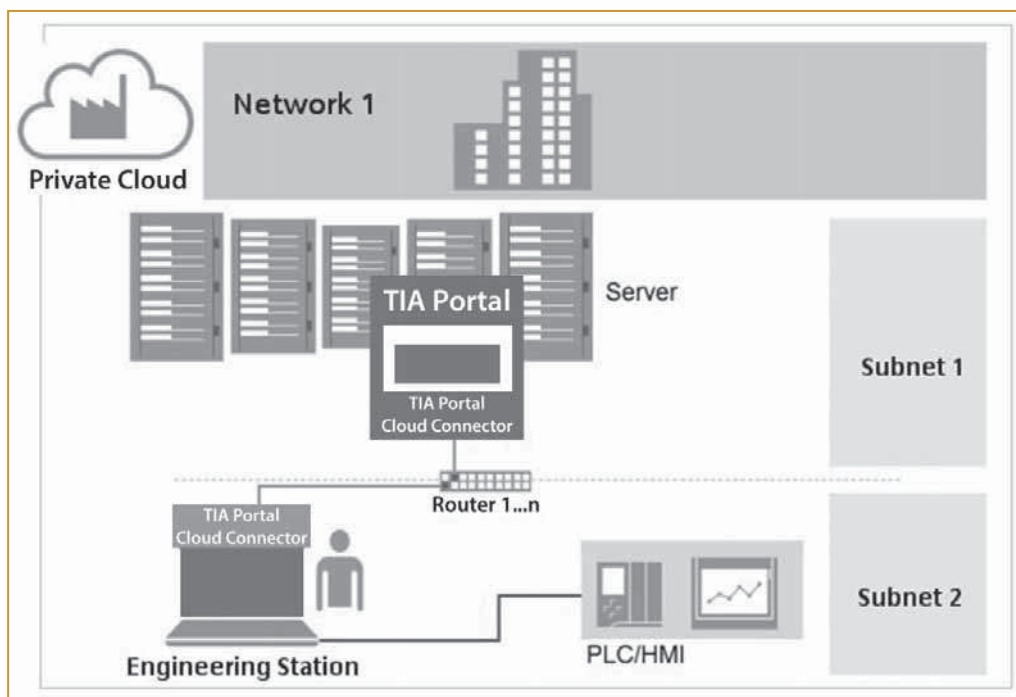 Network 1
Private Cloud
TIA Portal
Server
TIA Portal
Cloud Connector
Subnet 1
Router 1...n
TIA Portal
Cloud Connector
Subnet 2
PLC/HMI
Engineering Station